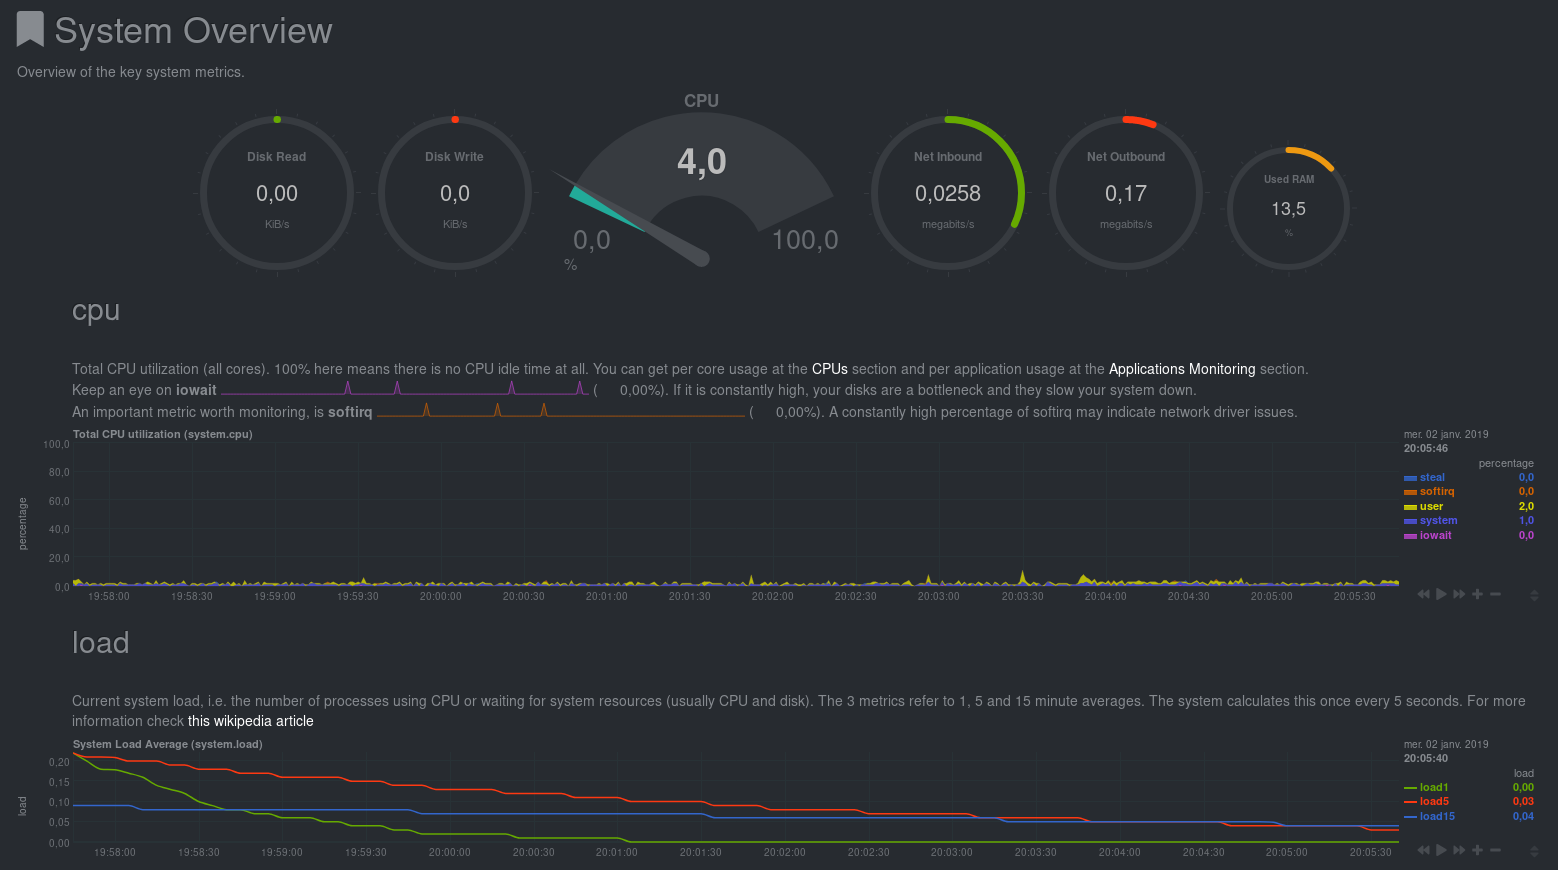 System Overview
Overview of the key system metrics.
CPU
Disk Read
0,00
KiB/s
Disk Write
0,0
KiB/s
4,0
0,0
100,0
%
Net Inbound
0,0258
megabits/s
Net Outbound
0,17
megabits/s
Used RAM
13,5
%
cpu
Total CPU utilization (all cores). 100% here means there is no CPU idle time at all. You can get per core usage at the CPUs section and per application usage at the Applications Monitoring section.
Keep an eye on iowait ( 0,00%). If it is constantly high, your disks are a bottleneck and they slow your system down.
An important metric worth monitoring, is softirq ( 0,00%). A constantly high percentage of softirq may indicate network driver issues.
Total CPU utilization (system.cpu)
percentage
100,0
80,0
60,0
40,0
20,0
0,0
19:58:00 19:58:30 19:59:00 19:59:30 20:00:00 20:00:30 20:01:00 20:01:30 20:02:00 20:02:30 20:03:00 20:03:30 20:04:00 20:04:30 20:05:00 20:05:30
mer. 02 janv. 2019
20:05:46
percentage
steal 0,0
softirq 0,0
user 2,0
system 1,0
iowait 0,0
load
Current system load, i.e. the number of processes using CPU or waiting for system resources (usually CPU and disk). The 3 metrics refer to 1, 5 and 15 minute averages. The system calculates this once every 5 seconds. For more
information check this wikipedia article
System Load Average (system.load)
load
0,20
0,15
0,10
0,05
0,00
19:58:00 19:58:30 19:59:00 19:59:30 20:00:00 20:00:30 20:01:00 20:01:30 20:02:00 20:02:30 20:03:00 20:03:30 20:04:00 20:04:30 20:05:00 20:05:30
mer. 02 janv. 2019
20:05:40
load
load1 0,00
load5 0,03
load15 0,04